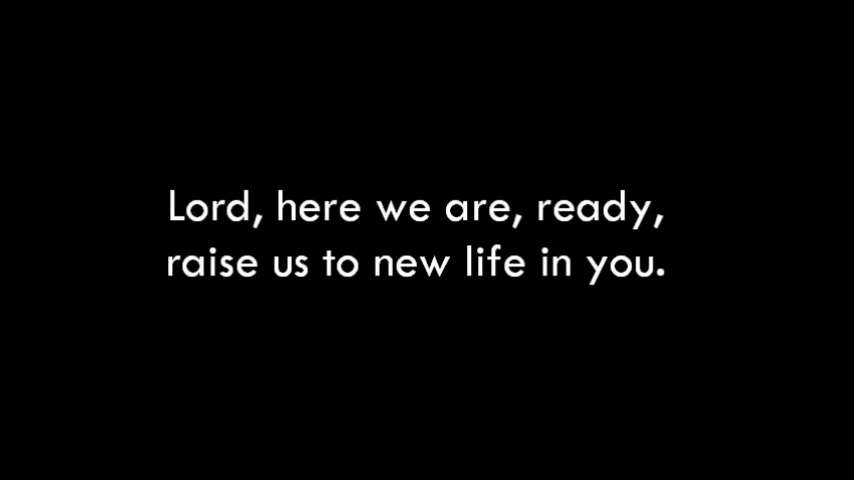 Lord, here we are, ready,
raise us to new life in you.